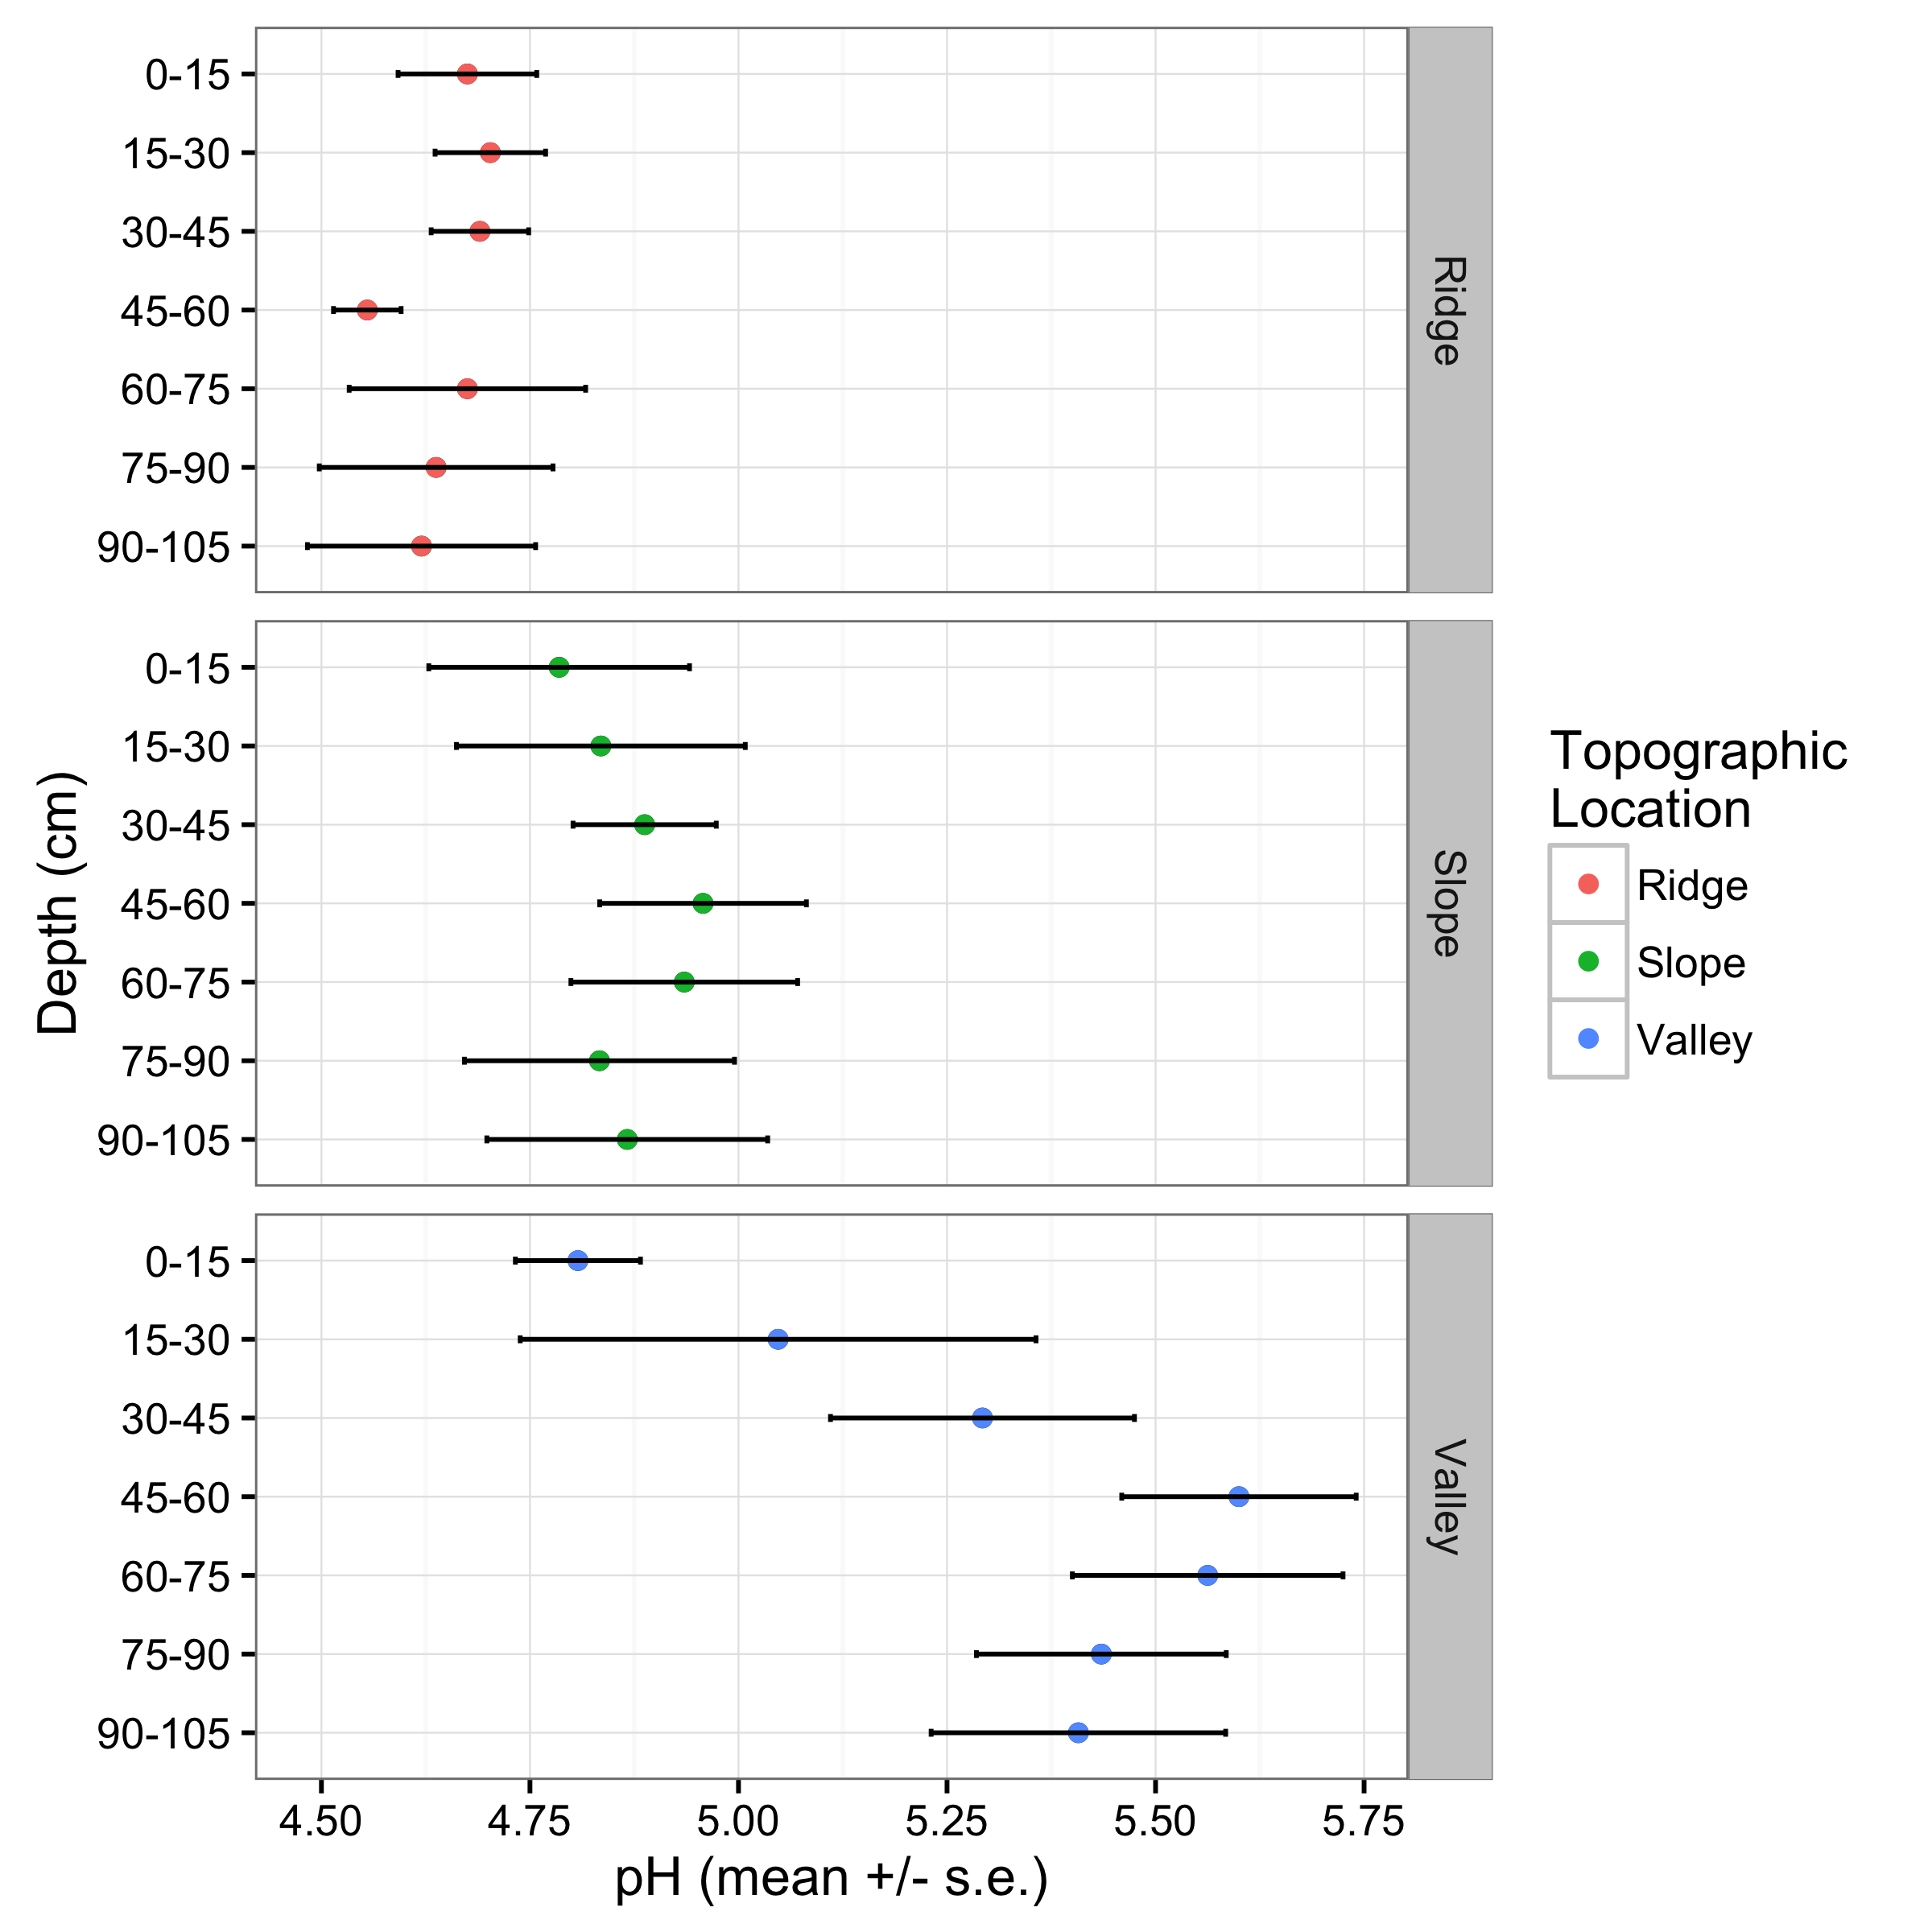 0-15
15-30
30-45
45-60
60-75
75-90
90-105
Ridge
0-15
15-30
30-45
45-60
60-75
75-90
90-105
Slope
0-15
15-30
30-45
45-60
60-75
75-90
90-105
Valley
Depth (cm)
4.50 4.75 5.00 5.25 5.50 5.75
pH (mean +/- s.e.)
Topographic
Location
Ridge
Slope
Valley